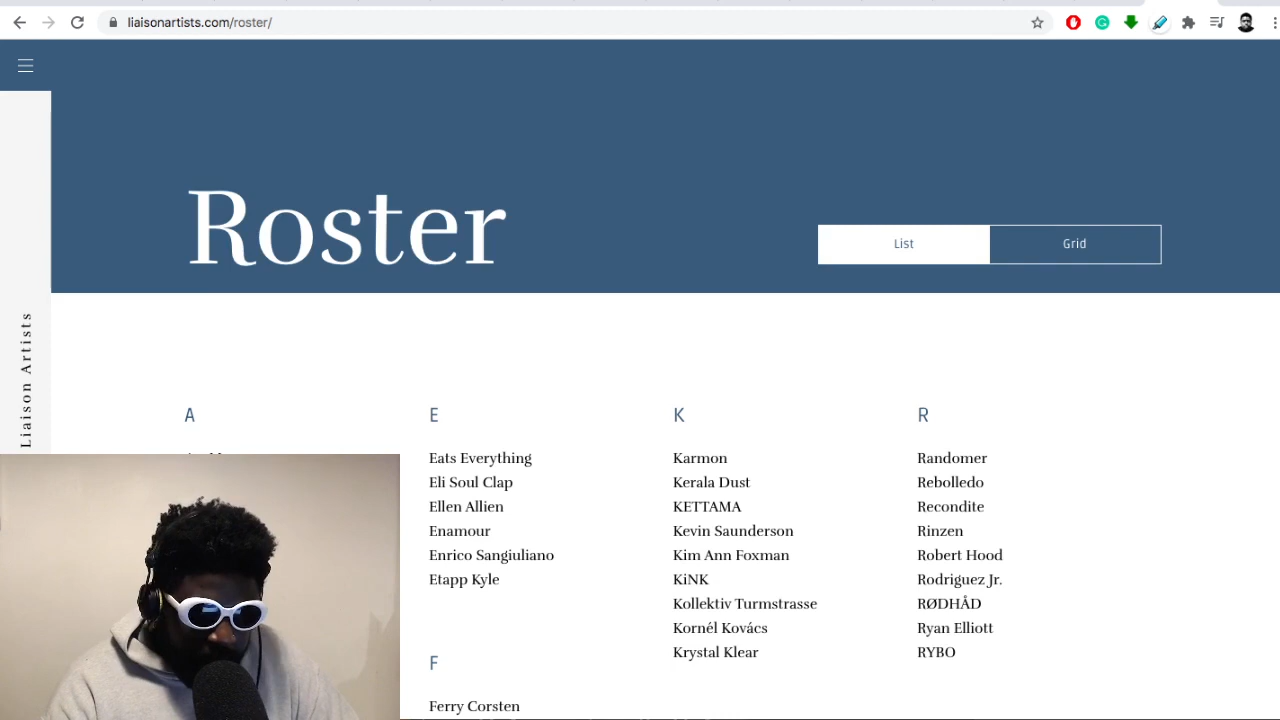 liaisonartists.com/roster/
Roster
List
Grid
Liaison Artists
A
E
Eats Everything
Eli Soul Clap
Ellen Allien
Enamour
Enrico Sangiuliano
Etapp Kyle
F
Ferry Corsten
K
Karmon
Kerala Dust
KETTAMA
Kevin Saunderson
Kim Ann Foxman
KiNK
Kollektiv Turmstrasse
Kornél Kovács
Krystal Klear
R
Randomer
Rebolledo
Recondite
Rinzen
Robert Hood
Rodriguez Jr.
RØDHÅD
Ryan Elliott
RYBO